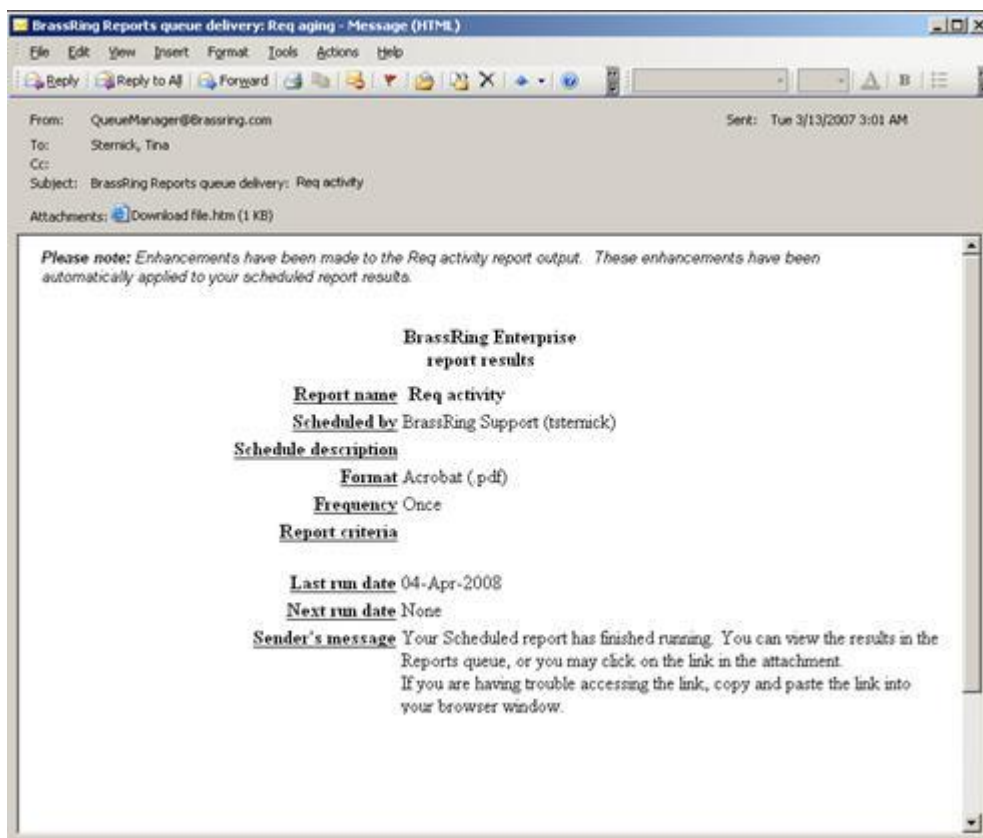 BrassRing Reports queue delivery: Req aging - Message (HTML)
File Edit View Insert Format Tools Actions Help
Reply Reply to All Forward A B
From: QueueManager@Brassring.com Sent: Tue 3/13/2007 3:01 AM
To: Sternick, Tina
Cc:
Subject: BrassRing Reports queue delivery: Req activity
Attachments: Download file.htm (1 KB)
Please note: Enhancements have been made to the Req activity report output. These enhancements have been
automatically applied to your scheduled report results.
BrassRing Enterprise
report results
Report name Req activity
Scheduled by BrassRing Support (tsternick)
Schedule description
Format Acrobat (.pdf)
Frequency Once
Report criteria
Last run date 04-Apr-2008
Next run date None
Sender's message Your Scheduled report has finished running. You can view the results in the
Reports queue, or you may click on the link in the attachment.
If you are having trouble accessing the link, copy and paste the link into
your browser window.